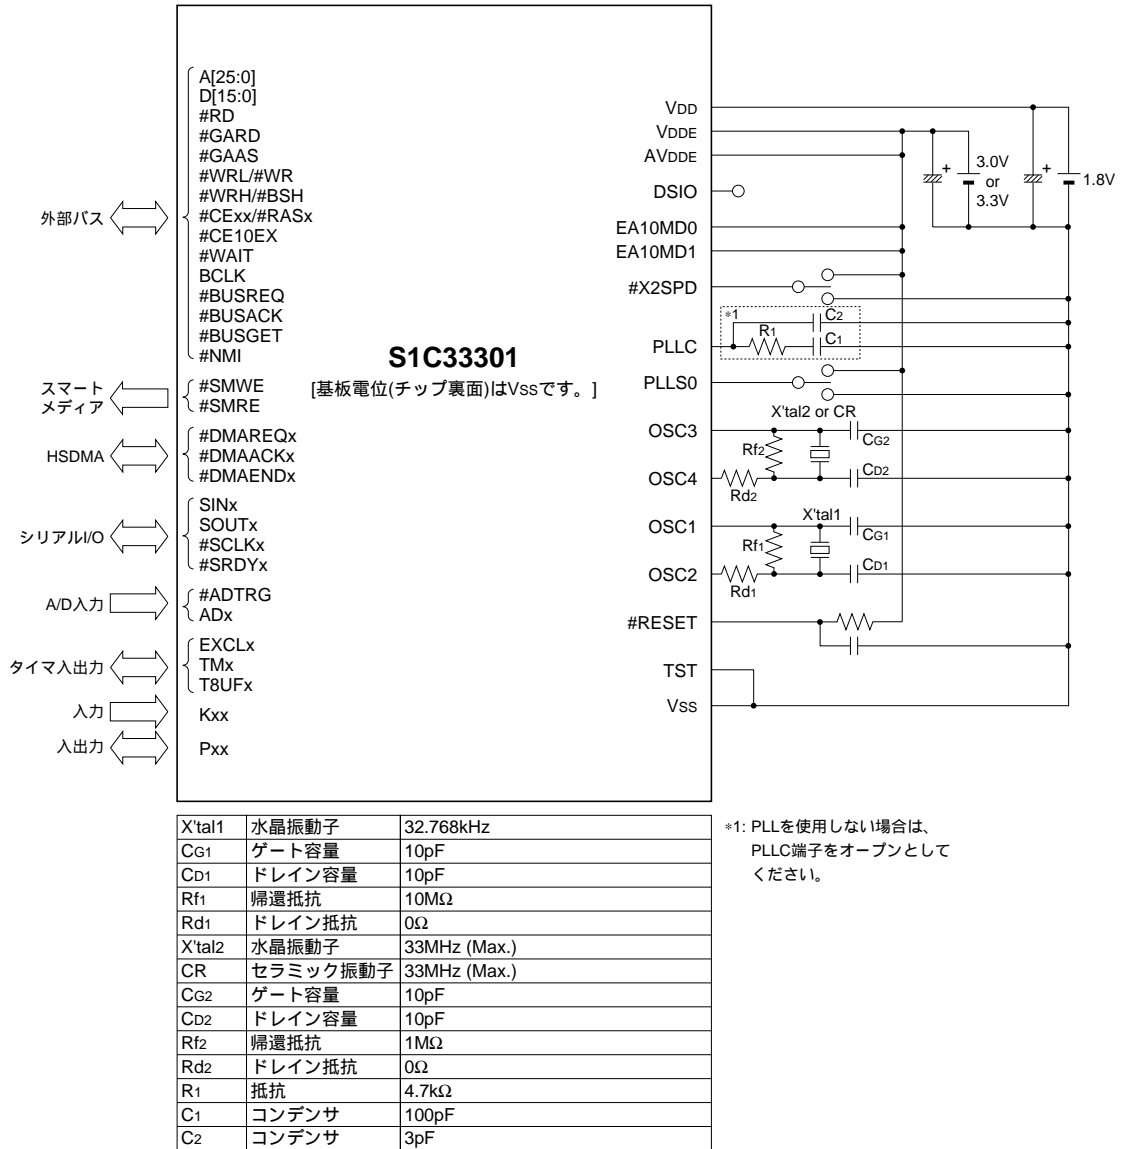 A[25:0]
D[15:0]
#RD
#GARD
#GAAS
#WRL/#WR
#WRH/#BSH
#CExx/#RASx
#CE10EX
#WAIT
BCLK
#BUSREQ
#BUSACK
#BUSGET
#NMI
外部バス
#SMWE
#SMRE
スマート
メディア
#DMAREQx
#DMAACKx
#DMAENDx
HSDMA
SINx
SOUTx
#SCLKx
#SRDYx
シリアルI/O
#ADTRG
ADx
A/D入力
EXCLx
TMx
T8UFx
タイマ入出力
入力
Kxx
入出力
Pxx
S1C33301
[基板電位(チップ裏面)はVSSです。]
VDD
VDDE
AVDDE
DSIO
EA10MD0
EA10MD1
#X2SPD
PLLC
PLLS0
OSC3
OSC4
OSC1
OSC2
#RESET
TST
VSS
+
3.0V
or
3.3V
+
1.8V
*1
C2
R1
C1
X'tal2 or CR
Rf2
CG2
CD2
Rd2
X'tal1
Rf1
CG1
CD1
Rd1
X'tal1 水晶振動子 32.768kHz
CG1 ゲート容量 10pF
CD1 ドレイン容量 10pF
Rf1 帰還抵抗 10MΩ
Rd1 ドレイン抵抗 0Ω
X'tal2 水晶振動子 33MHz (Max.)
CR セラミック振動子 33MHz (Max.)
CG2 ゲート容量 10pF
CD2 ドレイン容量 10pF
Rf2 帰還抵抗 1MΩ
Rd2 ドレイン抵抗 0Ω
R1 抵抗 4.7kΩ
C1 コンデンサ 100pF
C2 コンデンサ 3pF
*1: PLLを使用しない場合は、
PLLC端子をオープンとして
ください。